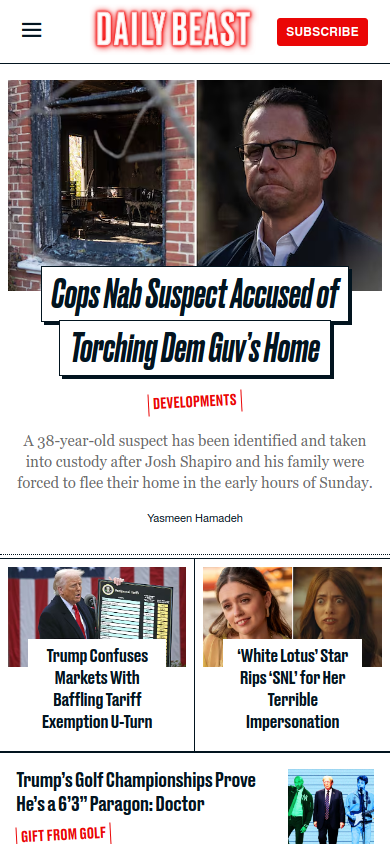 DAILY BEAST
SUBSCRIBE
Cops Nab Suspect Accused of
Torching Dem Guv's Home
DEVELOPMENTS
A 38-year-old suspect has been identified and taken
into custody after Josh Shapiro and his family were
forced to flee their home in the early hours of Sunday.
Yasmeen Hamadeh
Trump Confuses
Markets With
Baffling Tariff
Exemption U-Turn
'White Lotus' Star
Rips 'SNL' for Her
Terrible
Impersonation
Trump's Golf Championships Prove
He's a 6'3” Paragon: Doctor
GIFT FROM GOLF